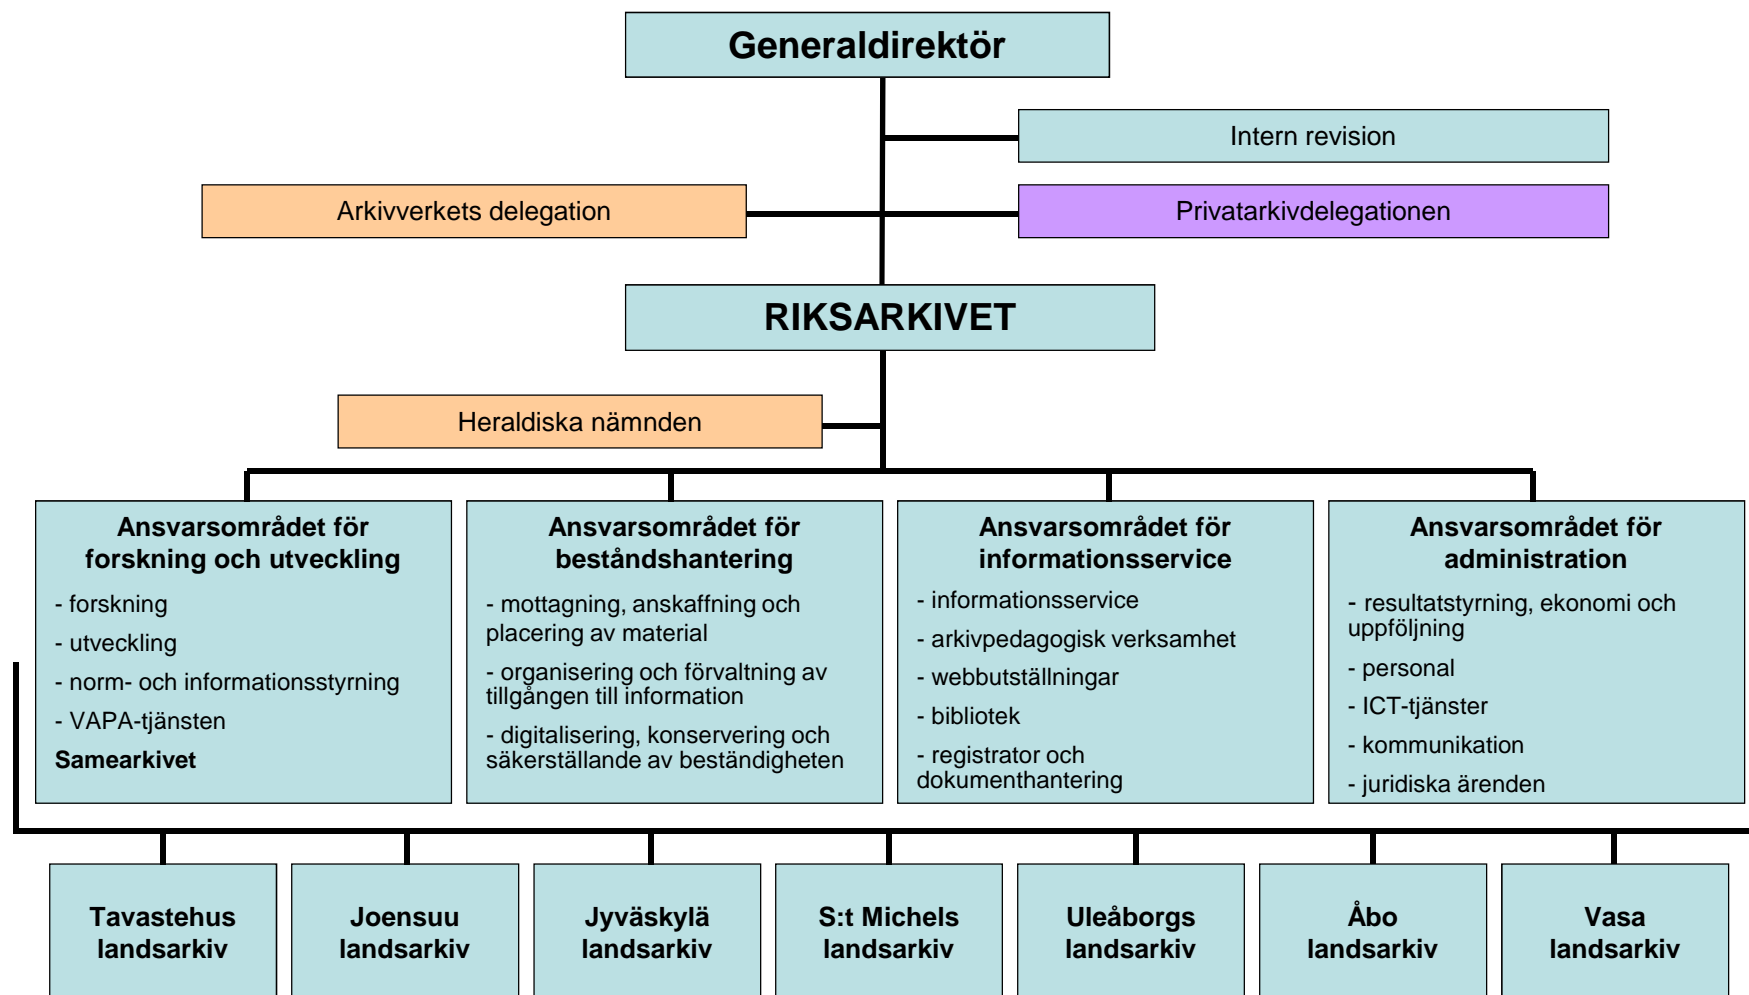 Generaldirektör
Intern revision
Arkivverkets delegation
Privatarkivdelegationen
RIKSARKIVET
Heraldiska nämnden
Ansvarsområdet för
forskning och utveckling
- forskning
- utveckling
- norm- och informationsstyrning
- VAPA-tjänsten
Samearkivet
Ansvarsområdet för
beståndshantering
- mottagning, anskaffning och
placering av material
- organisering och förvaltning av
tillgången till information
- digitalisering, konservering och
säkerställande av beständigheten
Ansvarsområdet för
informationsservice
- informationsservice
- arkivpedagogisk verksamhet
- webbutställningar
- bibliotek
- registrator och
dokumenthantering
Ansvarsområdet för
administration
- resultatstyrning, ekonomi och
uppföljning
- personal
- ICT-tjänster
- kommunikation
- juridiska ärenden
Tavastehus
landsarkiv
Joensuu
landsarkiv
Jyväskylä
landsarkiv
S:t Michels
landsarkiv
Uleåborgs
landsarkiv
Åbo
landsarkiv
Vasa
landsarkiv